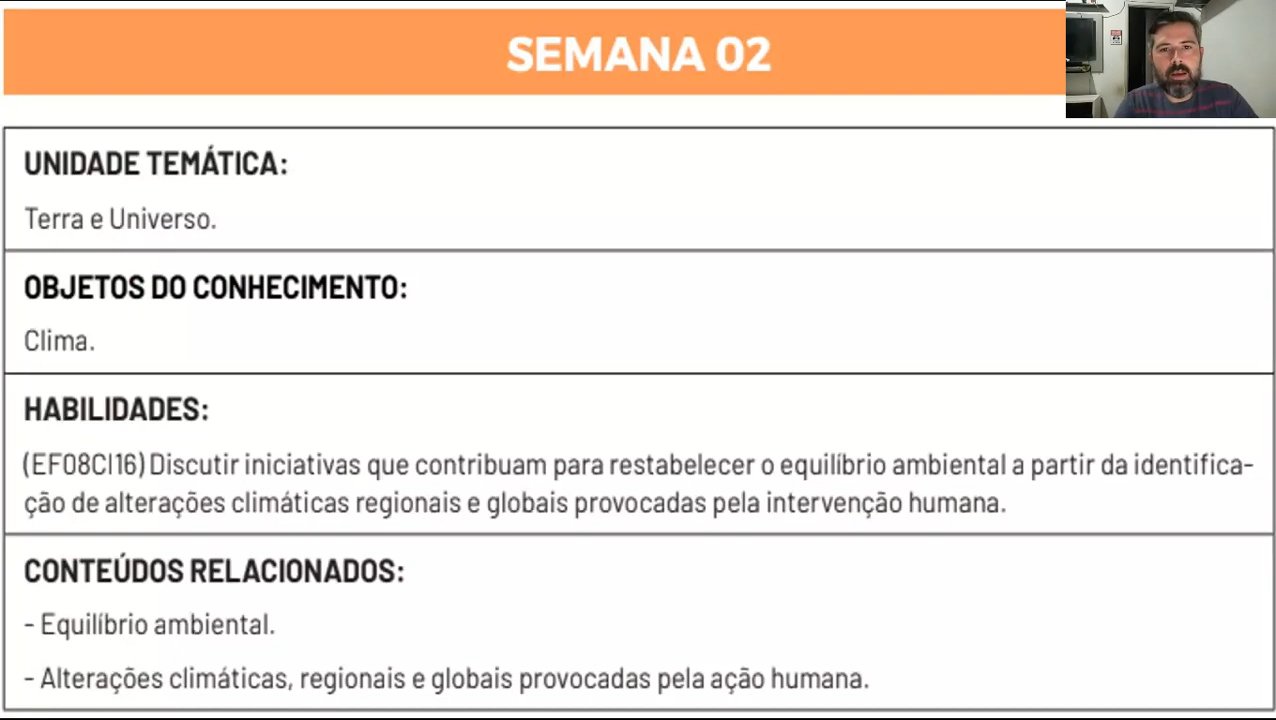 SEMANA 02
UNIDADE TEMÁTICA:
Terra e Universo.
OBJETOS DO CONHECIMENTO:
Clima.
HABILIDADES:
(EF08CI16) Discutir iniciativas que contribuam para restabelecer o equilíbrio ambiental a partir da identifica-
ção de alterações climáticas regionais e globais provocadas pela intervenção humana.
CONTEÚDOS RELACIONADOS:
- Equilíbrio ambiental.
- Alterações climáticas, regionais e globais provocadas pela ação humana.